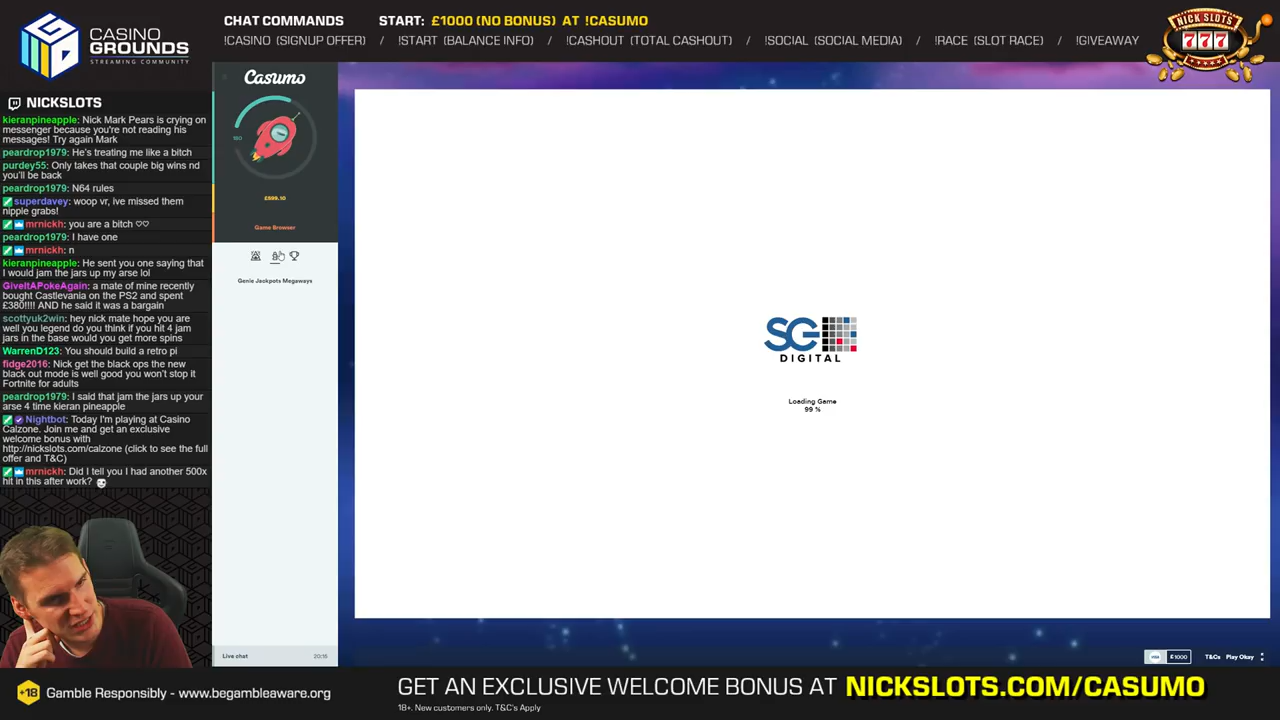 CASINO
GROUNDS
STREAMING COMMUNITY
CHAT COMMANDS
START: £1000 (NO BONUS) AT !CASUMO
!CASINO (SIGNUP OFFER) / !START (BALANCE INFO) / !CASHOUT (TOTAL CASHOUT) / !SOCIAL (SOCIAL MEDIA) / !RACE (SLOT RACE) / !GIVEAWAY
NICK SLOTS
777
NICKSLOTS
kieranpineapple: Nick Mark Pears is crying on
messenger because you're not reading his
messages! Try again Mark
peardrop1979: He's treating me like a bitch
purdey55: Only takes that couple big wins nd
you'll be back
peardrop1979: N64 rules
superdavey: woop vr, ive missed them
nipple grabs!
mrnickh: you are a bitch ♡♡
peardrop1979: I have one
mrnickh: n
kieranpineapple: He sent you one saying that
I would jam the jars up my arse lol
GiveItAPokeAgain: a mate of mine recently
bought Castlevania on the PS2 and spent
£380!!!! AND he said it was a bargain
scottyuk2win: hey nick mate hope you are
well you legend do you think if you hit 4 jam
jars in the base would you get more spins
WarrenD123: You should build a retro pi
fidge2016: Nick get the black ops the new
black out mode is well good you won't stop it
Fortnite for adults
peardrop1979: I said that jam the jars up your
arse 4 time kieran pineapple
Nightbot: Today I'm playing at Casino
Calzone. Join me and get an exclusive
welcome bonus with
http://nickslots.com/calzone (click to see the full
offer and T&C)
mrnickh: Did I tell you I had another 500x
hit in this after work?
Casumo
150
£899.10
Game Browser
Genie Jackpots Megaways
SG
DIGITAL
Loading Game
99 %
Live chat 20:15
VISA £1000
T&Cs Play Okay
+18 Gamble Responsibly - www.begambleaware.org
GET AN EXCLUSIVE WELCOME BONUS AT NICKSLOTS.COM/CASUMO
18+. New customers only. T&C's Apply